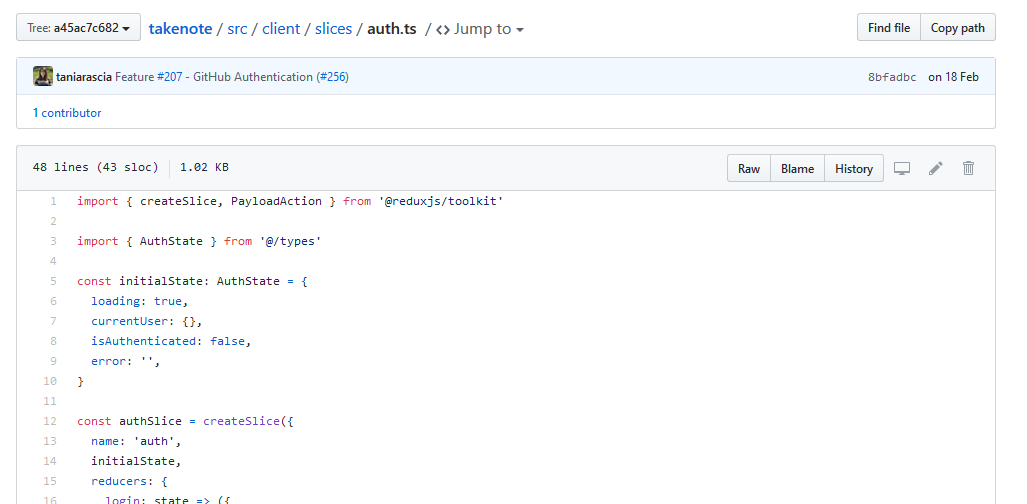 Tree: a45ac7c682 takenote / src / client / slices / auth.ts / <> Jump to Find file Copy path
taniarascia Feature #207 - GitHub Authentication (#256) 8bfadbc on 18 Feb
1 contributor
48 lines (43 sloc) 1.02 KB Raw Blame History
1 import { createSlice, PayloadAction } from '@reduxjs/toolkit'
2
3 import { AuthState } from '@/types'
4
5 const initialState: AuthState = {
6   loading: true,
7   currentUser: {},
8   isAuthenticated: false,
9   error: '',
10 }
11
12 const authSlice = createSlice({
13   name: 'auth',
14   initialState,
15   reducers: {
16     login: state => ({